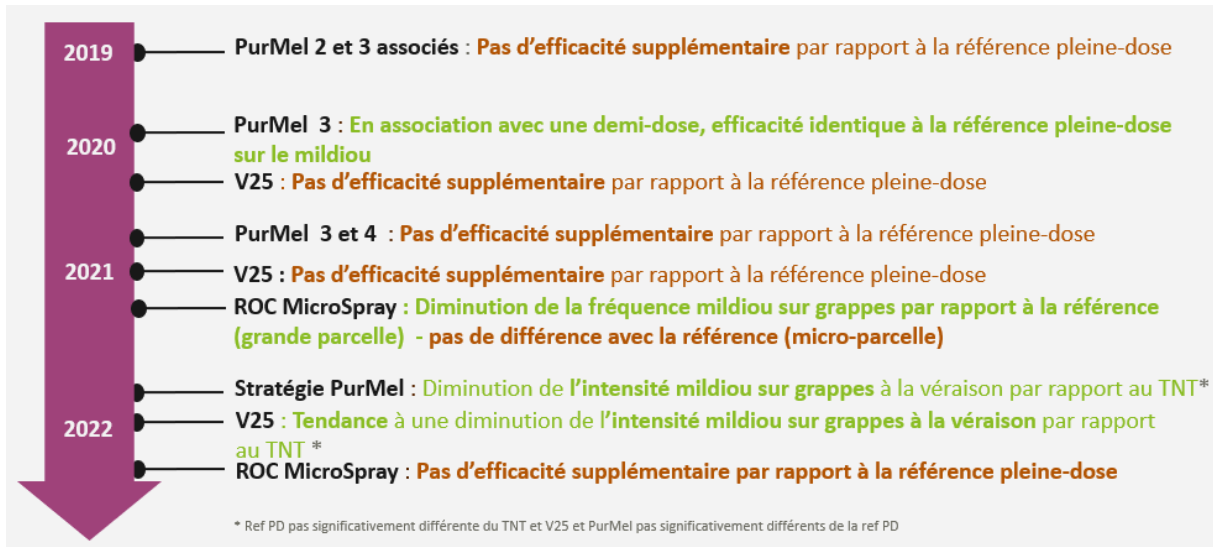 2019
PurMel 2 et 3 associés : Pas d’efficacité supplémentaire par rapport à la référence pleine-dose
2020
PurMel 3 : En association avec une demi-dose, efficacité identique à la référence pleine-dose
sur le mildiou
V25 : Pas d’efficacité supplémentaire par rapport à la référence pleine-dose
2021
PurMel 3 et 4 : Pas d’efficacité supplémentaire par rapport à la référence pleine-dose
V25 : Pas d’efficacité supplémentaire par rapport à la référence pleine-dose
ROC MicroSpray : Diminution de la fréquence mildiou sur grappes par rapport à la référence
(grande parcelle) - pas de différence avec la référence (micro-parcelle)
2022
Stratégie PurMel : Diminution de l’intensité mildiou sur grappes à la véraison par rapport au TNT*
V25 : Tendance à une diminution de l’intensité mildiou sur grappes à la véraison par rapport
au TNT *
ROC MicroSpray : Pas d’efficacité supplémentaire par rapport à la référence pleine-dose
* Ref PD pas significativement différente du TNT et V25 et PurMel pas significativement différents de la ref PD